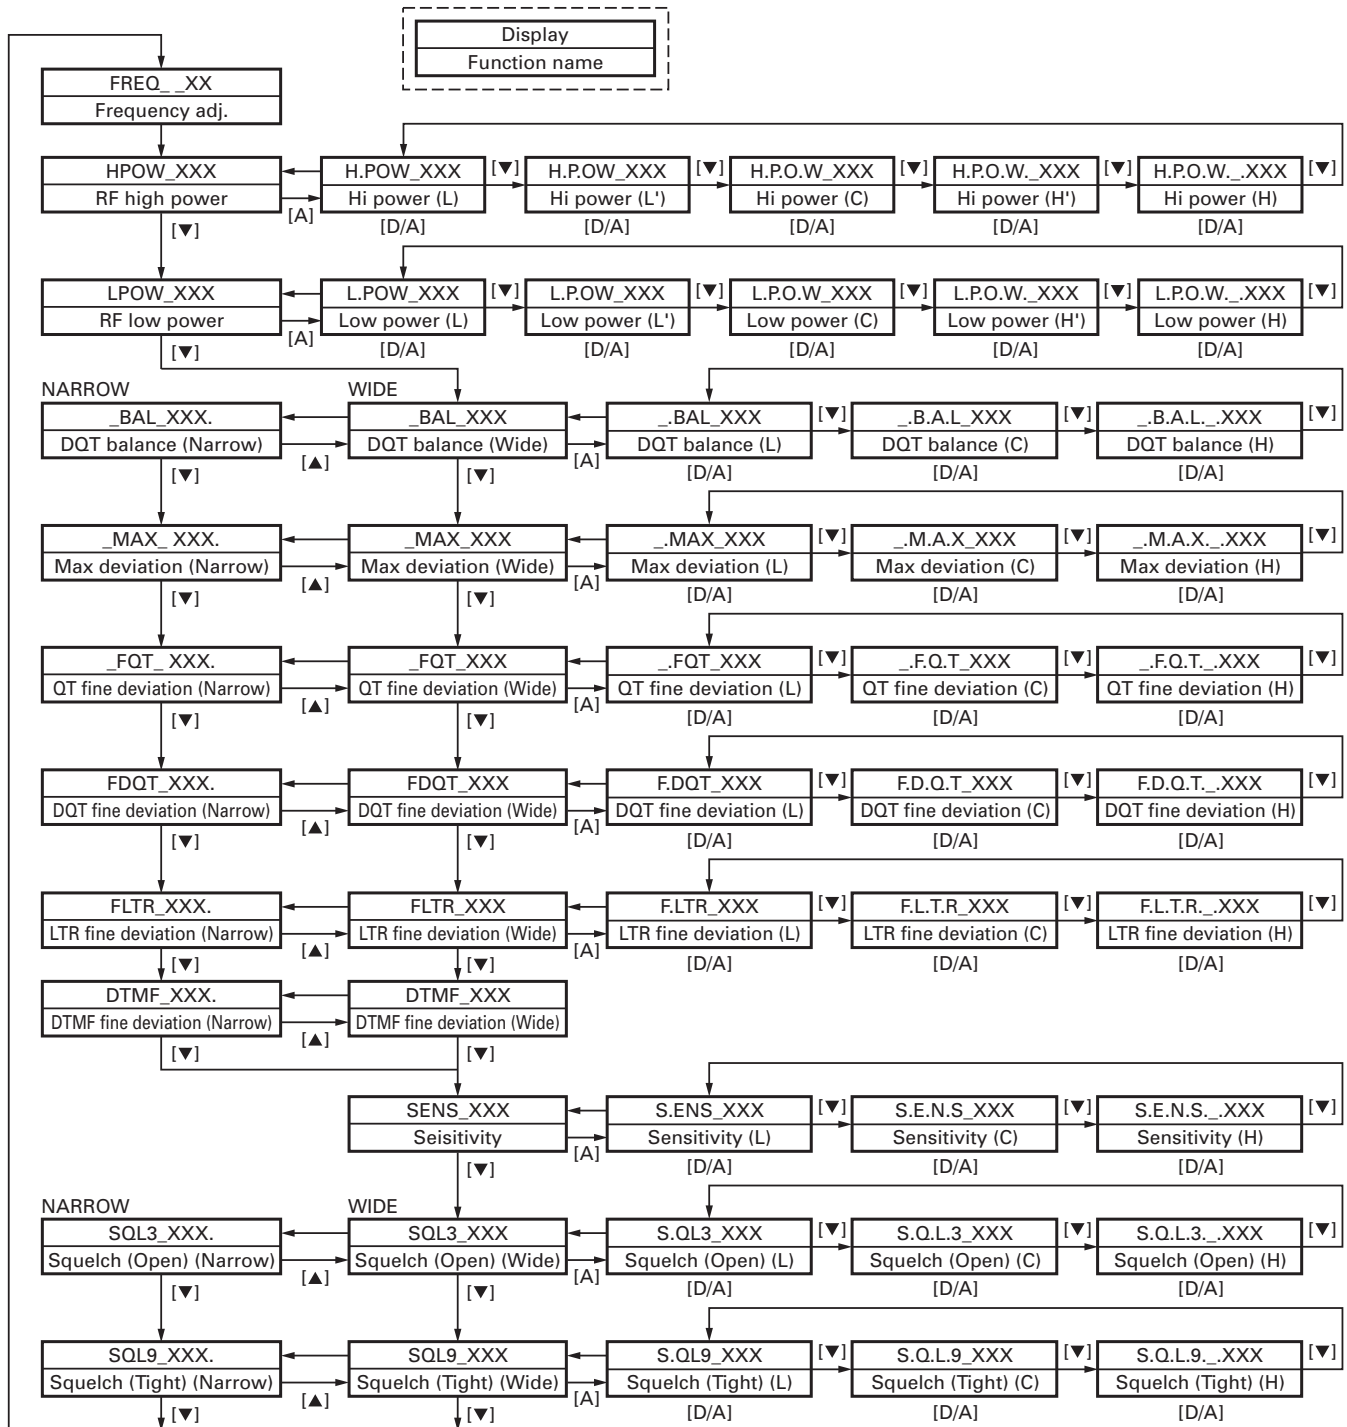 Display
Function name
FREQ_ _XX
Frequency adj.
HPOW_XXX H.POW_XXX [▼] H.P.OW_XXX [▼] H.P.O.W_XXX [▼] H.P.O.W._XXX [▼] H.P.O.W._.XXX [▼]
RF high power [A] Hi power (L) Hi power (L') Hi power (C) Hi power (H') Hi power (H)
[▼] [D/A] [D/A] [D/A] [D/A] [D/A]
LPOW_XXX L.POW_XXX [▼] L.P.OW_XXX [▼] L.P.O.W_XXX [▼] L.P.O.W._XXX [▼] L.P.O.W._.XXX [▼]
RF low power [A] Low power (L) Low power (L') Low power (C) Low power (H') Low power (H)
[▼] [D/A] [D/A] [D/A] [D/A] [D/A]
NARROW WIDE
_BAL_XXX. _BAL_XXX _.BAL_XXX [▼] _.B.A.L_XXX [▼] _.B.A.L._.XXX [▼]
DQT balance (Narrow) DQT balance (Wide) [A] DQT balance (L) DQT balance (C) DQT balance (H)
[▼] [▲] [▼] [D/A] [D/A] [D/A]
_MAX_ XXX. _MAX_XXX _.MAX_XXX [▼] _.M.A.X_XXX [▼] _.M.A.X._.XXX [▼]
Max deviation (Narrow) Max deviation (Wide) [A] Max deviation (L) Max deviation (C) Max deviation (H)
[▼] [▲] [▼] [D/A] [D/A] [D/A]
_FQT_ XXX. _FQT_XXX _.FQT_XXX [▼] _.F.Q.T_XXX [▼] _.F.Q.T._.XXX [▼]
QT fine deviation (Narrow) QT fine deviation (Wide) [A] QT fine deviation (L) QT fine deviation (C) QT fine deviation (H)
[▼] [▲] [▼] [D/A] [D/A] [D/A]
FDQT_XXX. FDQT_XXX F.DQT_XXX [▼] F.D.Q.T_XXX [▼] F.D.Q.T._.XXX [▼]
DQT fine deviation (Narrow) DQT fine deviation (Wide) [A] DQT fine deviation (L) DQT fine deviation (C) DQT fine deviation (H)
[▼] [▲] [▼] [D/A] [D/A] [D/A]
FLTR_XXX. FLTR_XXX F.LTR_XXX [▼] F.L.T.R_XXX [▼] F.L.T.R._.XXX [▼]
LTR fine deviation (Narrow) LTR fine deviation (Wide) [A] LTR fine deviation (L) LTR fine deviation (C) LTR fine deviation (H)
[▼] [▲] [▼] [D/A] [D/A] [D/A]
DTMF_XXX. DTMF_XXX
DTMF fine deviation (Narrow) DTMF fine deviation (Wide)
[▼] [▲] [▼]
SENS_XXX S.ENS_XXX [▼] S.E.N.S_XXX [▼] S.E.N.S._.XXX [▼]
Seisitivity [A] Sensitivity (L) Sensitivity (C) Sensitivity (H)
[▼] [D/A] [D/A] [D/A]
NARROW WIDE
SQL3_XXX. SQL3_XXX S.QL3_XXX [▼] S.Q.L.3_XXX [▼] S.Q.L.3._.XXX [▼]
Squelch (Open) (Narrow) Squelch (Open) (Wide) [A] Squelch (Open) (L) Squelch (Open) (C) Squelch (Open) (H)
[▼] [▲] [▼] [D/A] [D/A] [D/A]
SQL9_XXX. SQL9_XXX S.QL9_XXX [▼] S.Q.L.9_XXX [▼] S.Q.L.9._.XXX [▼]
Squelch (Tight) (Narrow) Squelch (Tight) (Wide) [A] Squelch (Tight) (L) Squelch (Tight) (C) Squelch (Tight) (H)
[▼] [▲] [▼] [D/A] [D/A] [D/A]